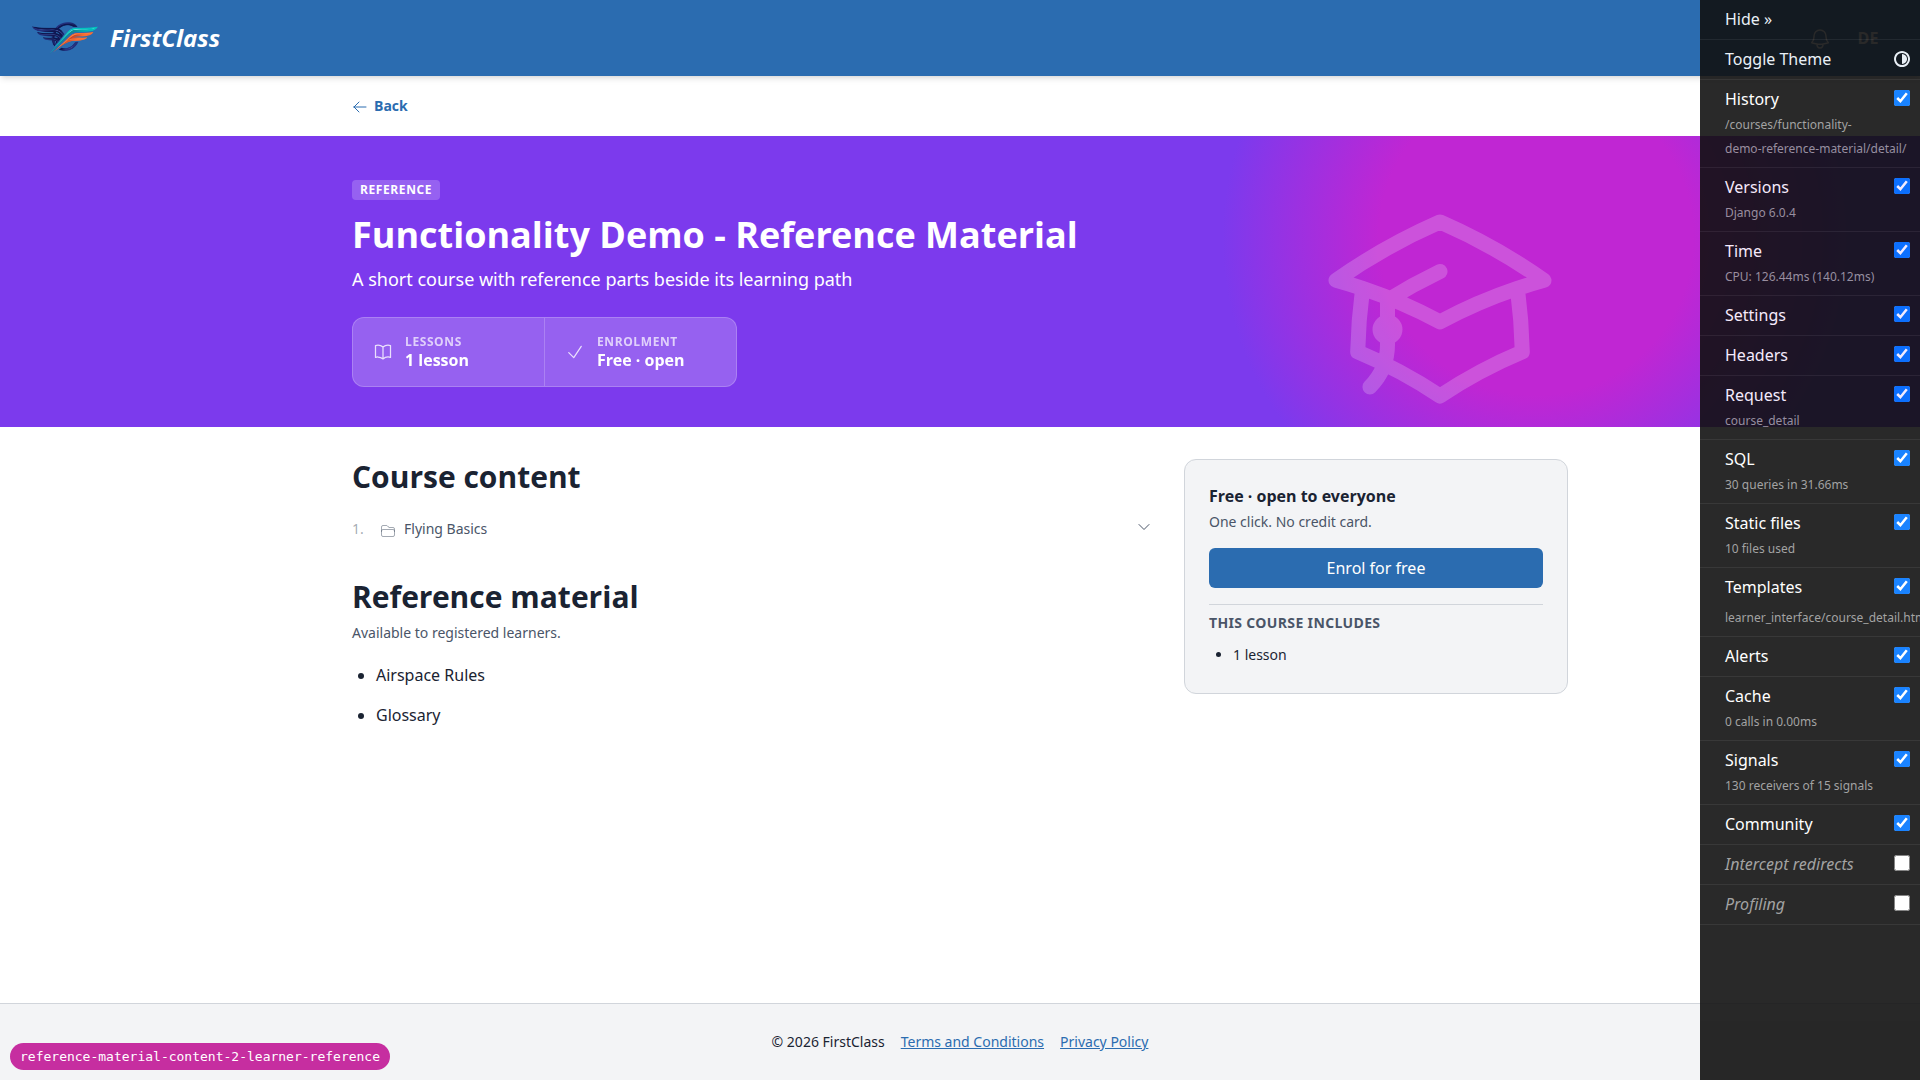 FirstClass
DE
Back
REFERENCE
Functionality Demo - Reference Material
A short course with reference parts beside its learning path
LESSONS
1 lesson
ENROLMENT
Free · open
Course content
1. Flying Basics
Reference material
Available to registered learners.
Airspace Rules
Glossary
Free · open to everyone
One click. No credit card.
Enrol for free
THIS COURSE INCLUDES
1 lesson
© 2026 FirstClass Terms and Conditions Privacy Policy
reference-material-content-2-learner-reference
Hide »
Toggle Theme
History
/courses/functionality-
demo-reference-material/detail/
Versions
Django 6.0.4
Time
CPU: 126.44ms (140.12ms)
Settings
Headers
Request
course_detail
SQL
30 queries in 31.66ms
Static files
10 files used
Templates
learner_interface/course_detail.htm
Alerts
Cache
0 calls in 0.00ms
Signals
130 receivers of 15 signals
Community
Intercept redirects
Profiling